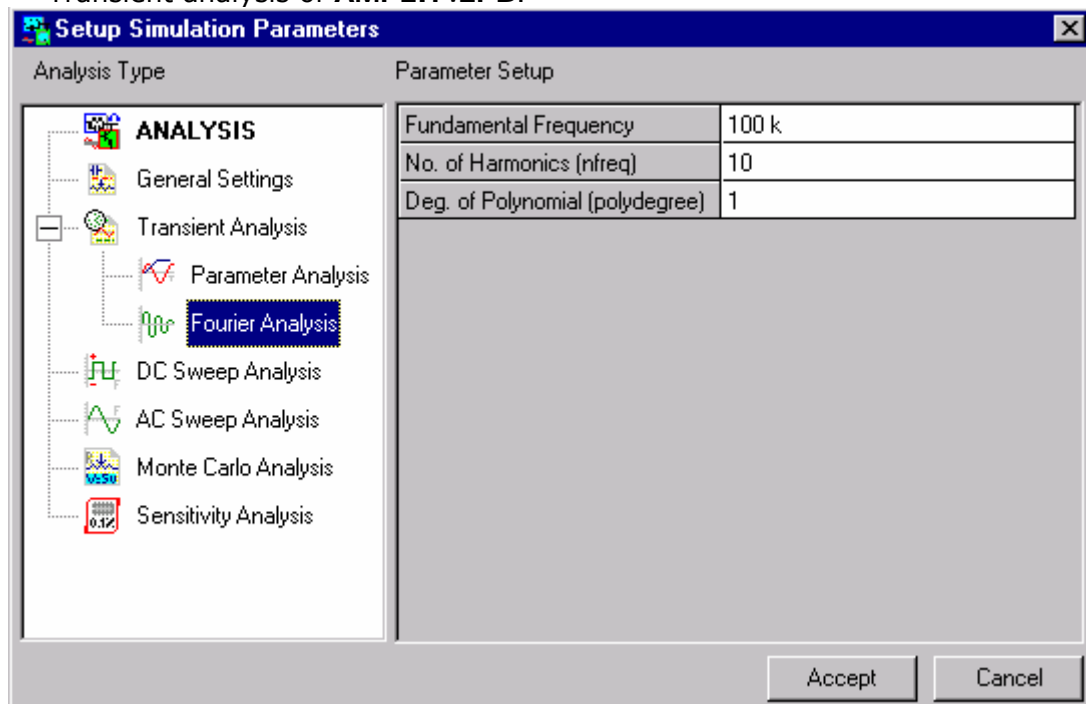 Setup Simulation Parameters
Analysis Type
Parameter Setup
ANALYSIS
General Settings
Transient Analysis
Parameter Analysis
Fourier Analysis
DC Sweep Analysis
AC Sweep Analysis
Monte Carlo Analysis
Sensitivity Analysis
Fundamental Frequency 100 k
No. of Harmonics (nfreq) 10
Deg. of Polynomial (polydegree) 1
Accept
Cancel